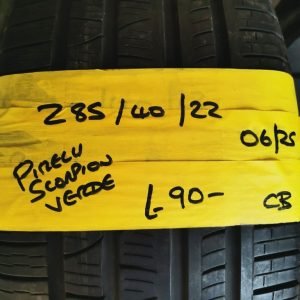 285/40/22
06/25
PIRELLI
SCORPION
VERDE
£-90-
CB